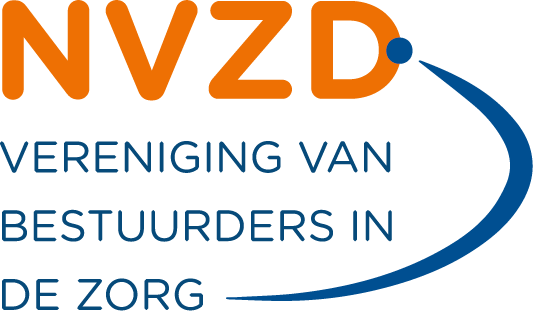 NVZD
VERENIGING VAN
BESTUURDERS IN
DE ZORG